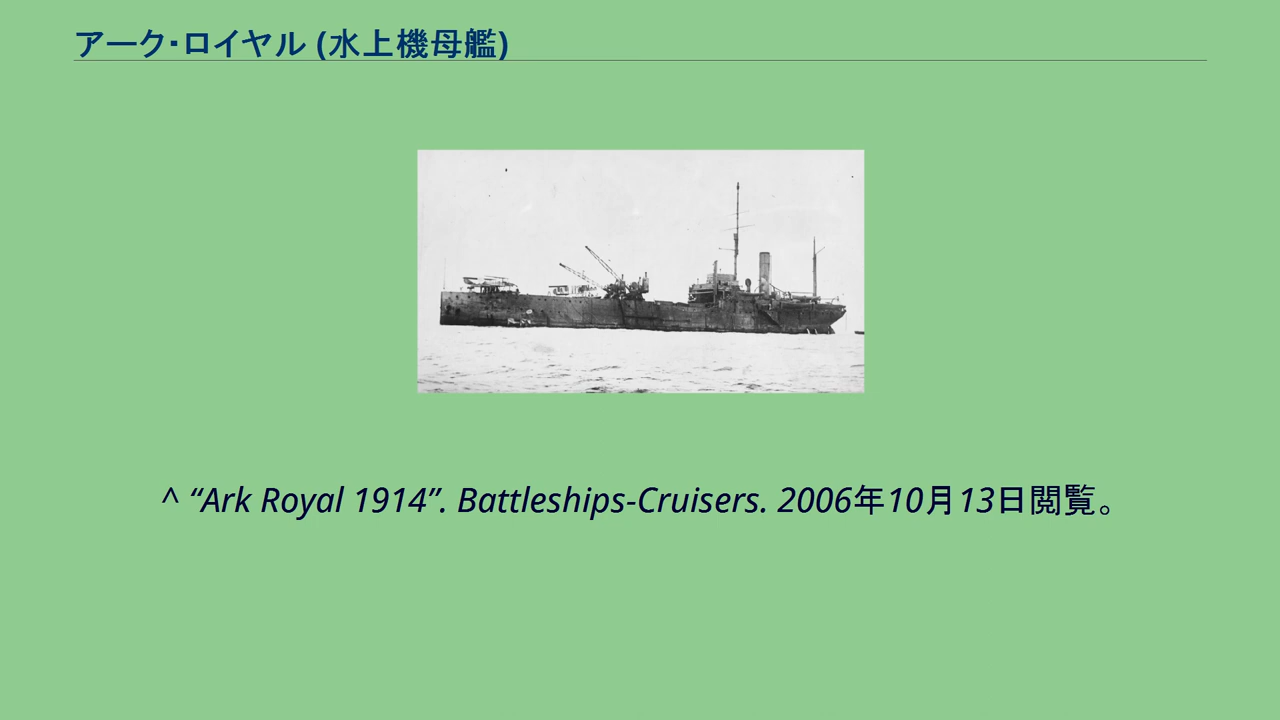 アーク・ロイヤル (水上機母艦)
^ “Ark Royal 1914”. Battleships-Cruisers. 2006年10月13日閲覧。